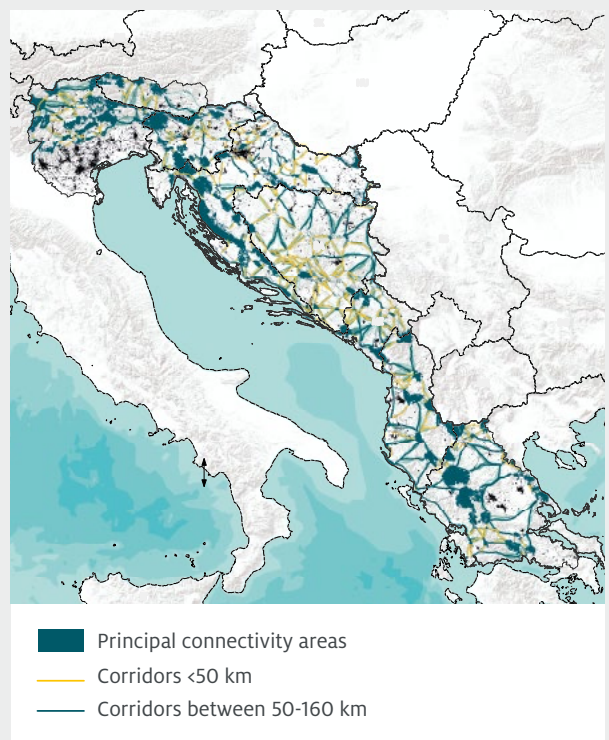 Principal connectivity areas
Corridors <50 km
Corridors between 50-160 km